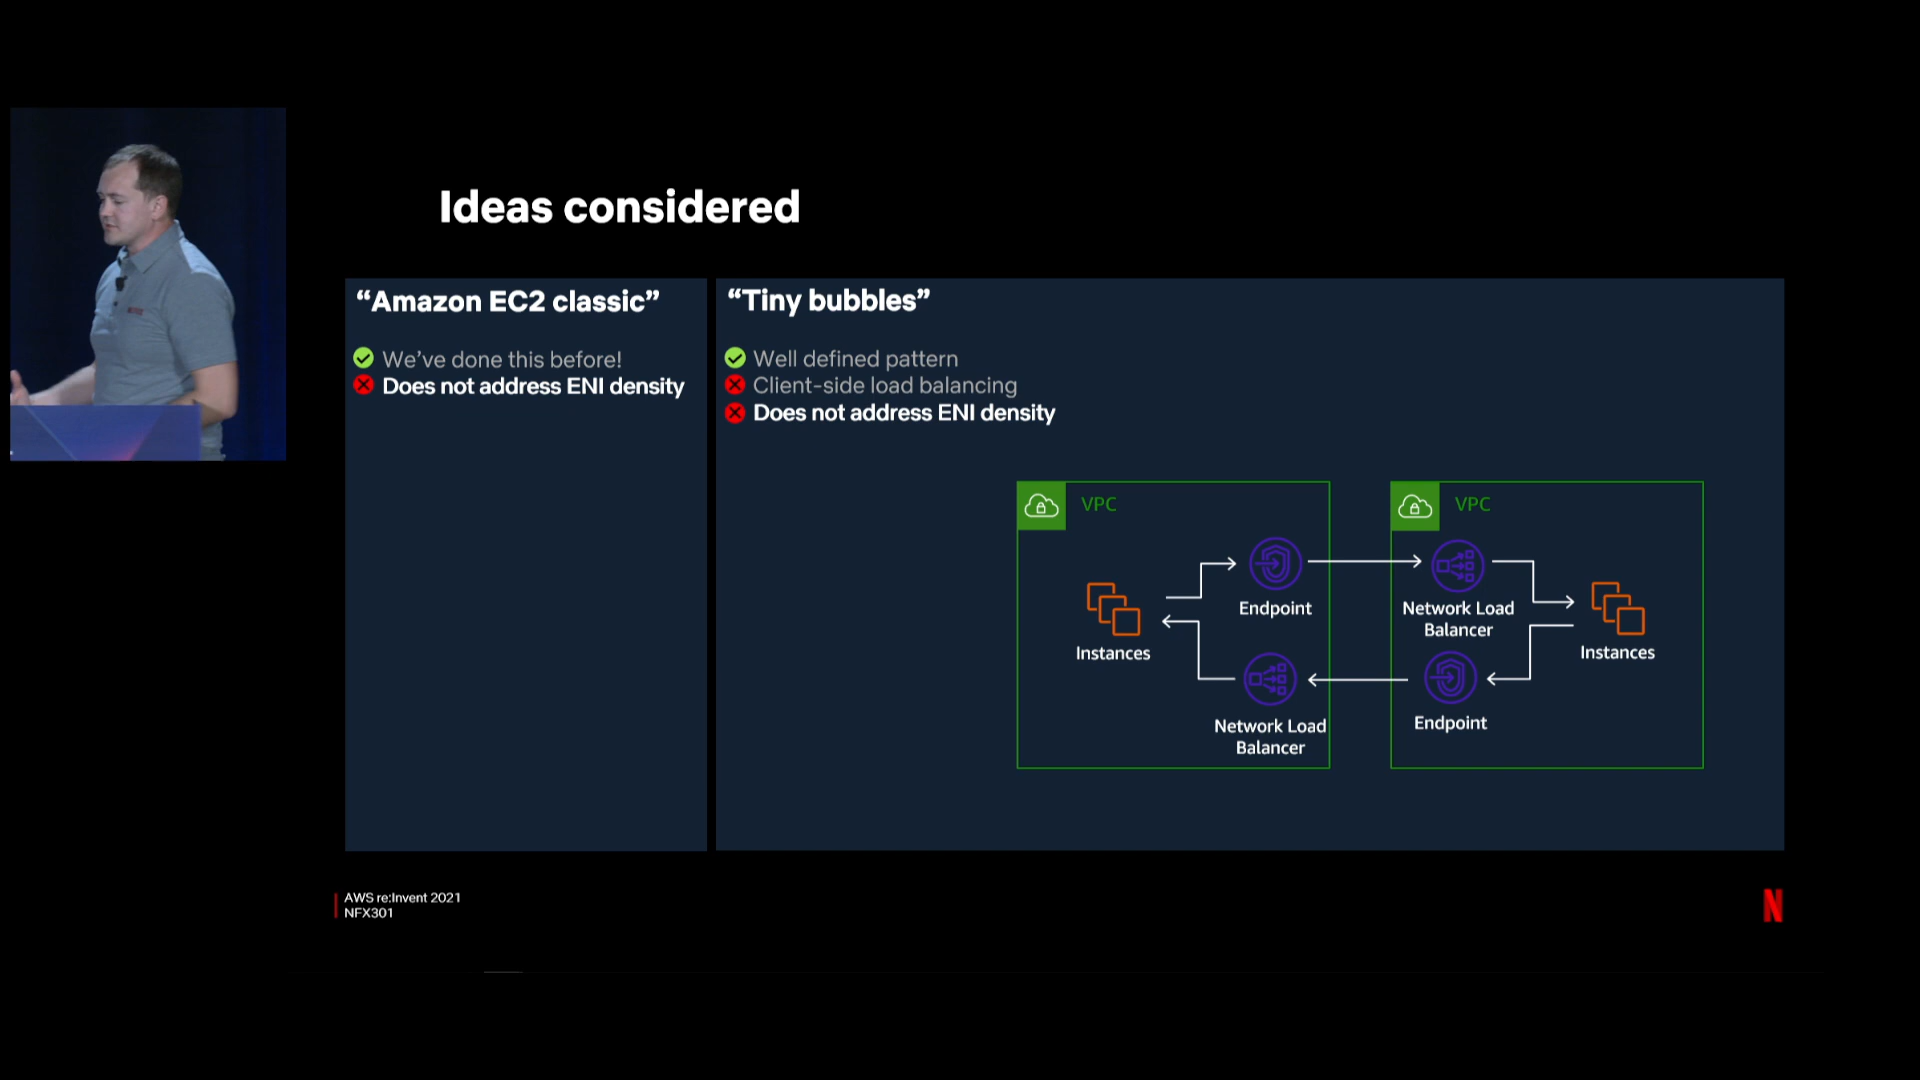 Ideas considered
“Amazon EC2 classic”
We’ve done this before!
Does not address ENI density
“Tiny bubbles”
Well defined pattern
Client-side load balancing
Does not address ENI density
VPC
Instances
Endpoint
Network Load
Balancer
VPC
Network Load
Balancer
Endpoint
Instances
AWS re:Invent 2021
NFX301
N